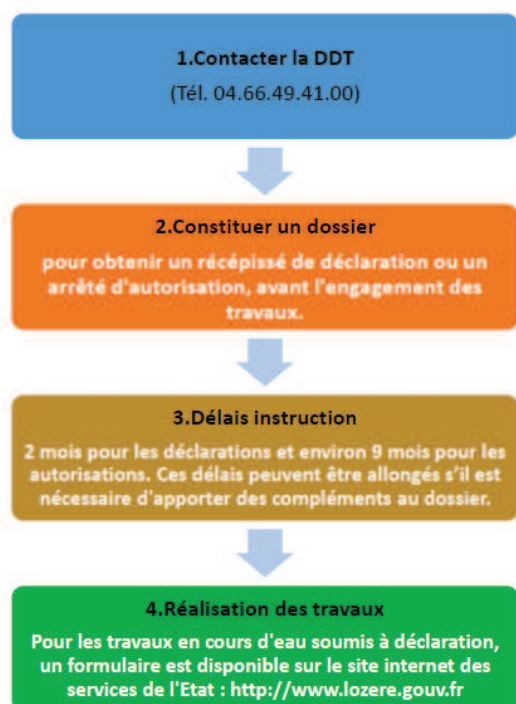 1.Contacter la DDT
(Tél. 04.66.49.41.00)
2.Constituer un dossier
pour obtenir un récépissé de déclaration ou un
arrêté d'autorisation, avant l'engagement des
travaux.
3.Délais instruction
2 mois pour les déclarations et environ 9 mois pour les
autorisations. Ces délais peuvent être allongés s'il est
nécessaire d'apporter des compléments au dossier.
4.Réalisation des travaux
Pour les travaux en cours d'eau soumis à déclaration,
un formulaire est disponible sur le site internet des
services de l'Etat : http://www.lozere.gouv.fr